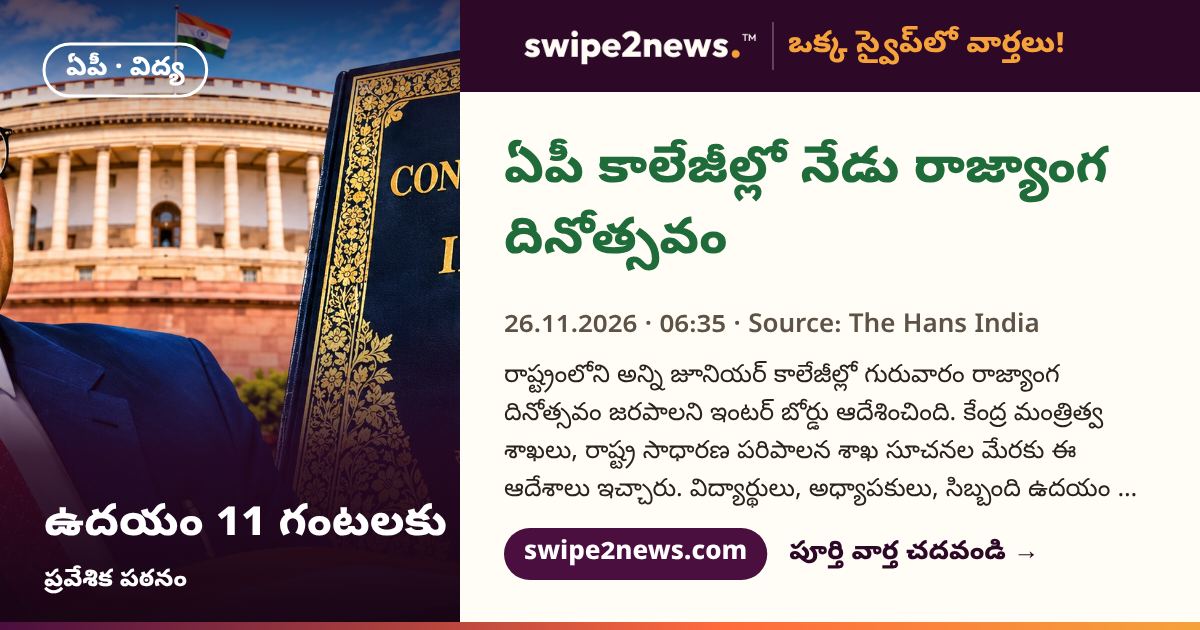 ఏపీ · విద్య
CON
I
ఉదయం 11 గంటలకు
ప్రవేశిక పఠనం
swipe2news.™
ఒక్క స్వైప్‌లో వార్తలు!
ఏపీ కాలేజీల్లో నేడు రాజ్యాంగ
దినోత్సవం
26.11.2026 · 06:35 · Source: The Hans India
రాష్ట్రంలోని అన్ని జూనియర్ కాలేజీల్లో గురువారం రాజ్యాంగ
దినోత్సవం జరపాలని ఇంటర్ బోర్డు ఆదేశించింది. కేంద్ర మంత్రిత్వ
శాఖలు, రాష్ట్ర సాధారణ పరిపాలన శాఖ సూచనల మేరకు ఈ
ఆదేశాలు ఇచ్చారు. విద్యార్థులు, అధ్యాపకులు, సిబ్బంది ఉదయం ...
swipe2news.com
పూర్తి వార్త చదవండి →